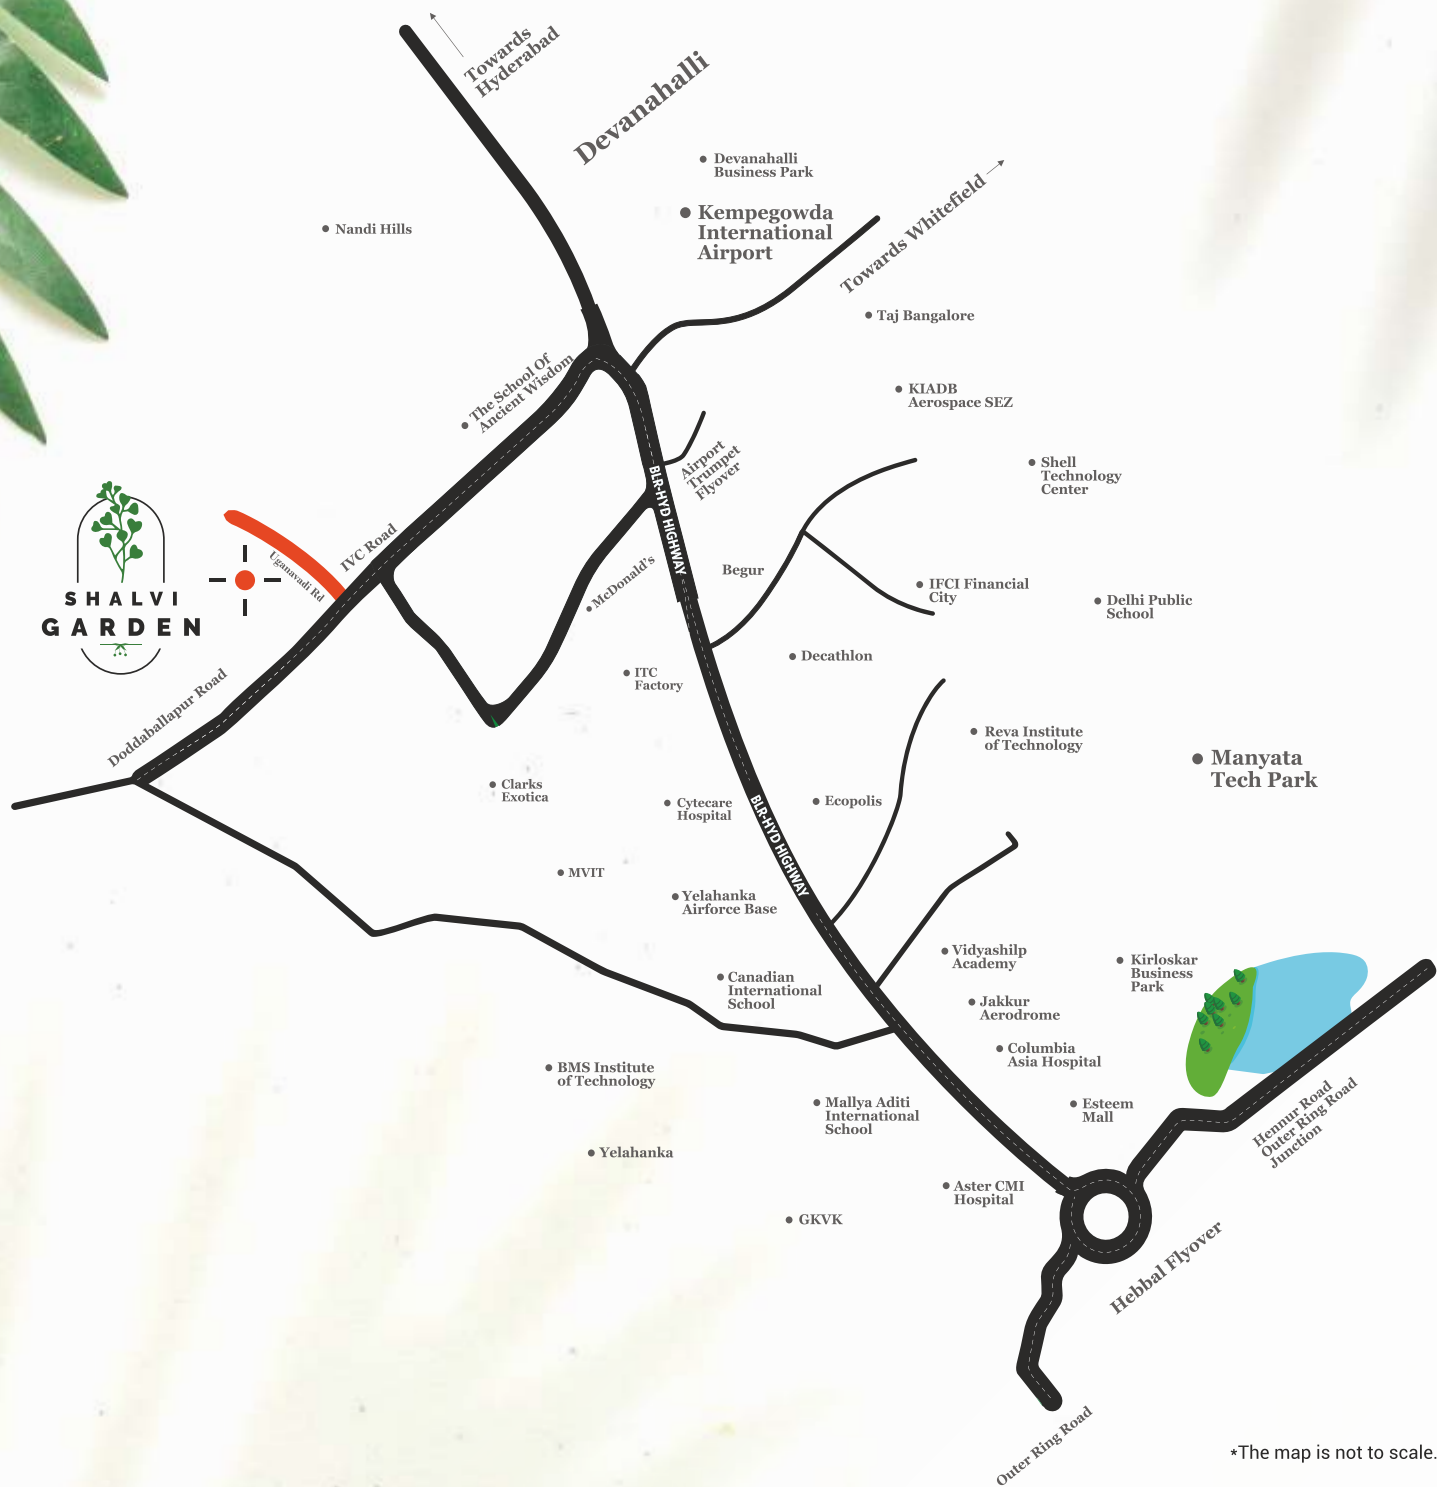 Towards
Hyderabad
Devanahalli
Devanahalli
Business Park
Kempegowda
International
Airport
Nandi Hills
Towards Whitefield
Taj Bangalore
The School Of
Ancient Wisdom
KIADB
Aerospace SEZ
Airport
Trumpet
Flyover
Shell
Technology
Center
BLR-HYD HIGHWAY
IVC Road
Uganavadi Rd
SHALVI
GARDEN
McDonald's
Begur
IFCI Financial
City
Delhi Public
School
Decathlon
ITC
Factory
Doddaballapur Road
Reva Institute
of Technology
Manyata
Tech Park
Clarks
Exotica
Cytecare
Hospital
Ecopolis
BLR-HYD HIGHWAY
MVIT
Yelahanka
Airforce Base
Vidyashilp
Academy
Kirloskar
Business
Park
Canadian
International
School
Jakkur
Aerodrome
Columbia
Asia Hospital
BMS Institute
of Technology
Mallya Aditi
International
School
Esteem
Mall
Hennur Road
Outer Ring Road
Junction
Yelahanka
Aster CMI
Hospital
GKVK
Hebbal Flyover
Outer Ring Road
*The map is not to scale.